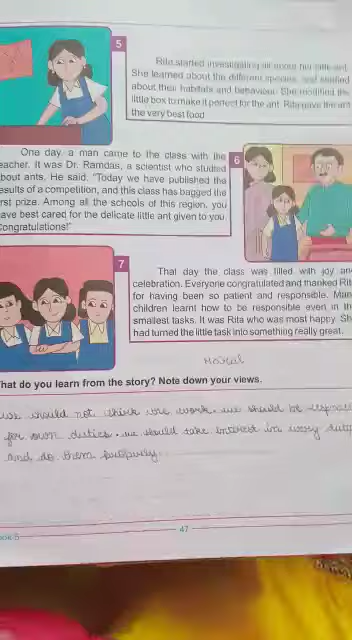 5
Rita started investigating all about her little ant.
She learned about the different species, and studied
about their habitats and behaviour. She modified the
little box to make it perfect for the ant. Rita gave the ant
the very best food
One day, a man came to the class with the
eacher. It was Dr. Ramdas, a scientist who studied
bout ants. He said, "Today we have published the
esults of a competition, and this class has bagged the
rst prize. Among all the schools of this region, you
ave best cared for the delicate little ant given to you.
Congratulations!"
6
7
That day the class was filled with joy an
celebration. Everyone congratulated and thanked Rit
for having been so patient and responsible. Man
children learnt how to be responsible even in th
smallest tasks. It was Rita who was most happy. Sh
had turned the little task into something really great.
Moral
hat do you learn from the story? Note down your views.
we should not think the work. we should be
for own duties. we should take interest in every
and do them
47